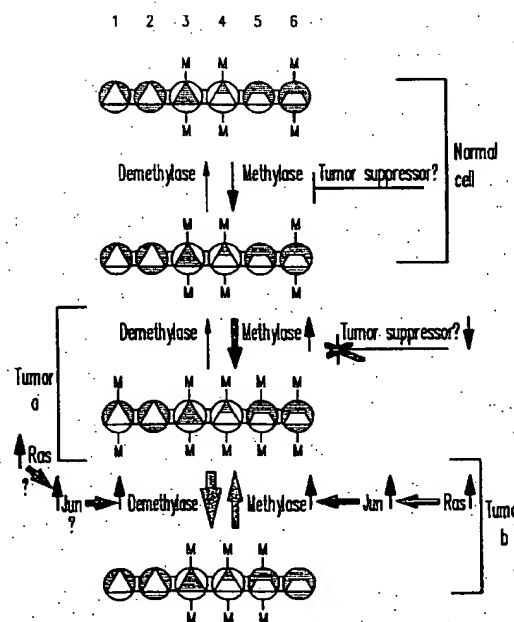 1 2 3 4 5 6
M M M
M M M
Demethylase Methylase Tumor suppressor?
Normal
cell
M M M
M M M
Demethylase Methylase Tumor suppressor?
Tumor
a
M M M M M
M M M M M
Ras
?
Jun Demethylase Methylase Jun Ras
?
Tumor
b
M M M
M M M